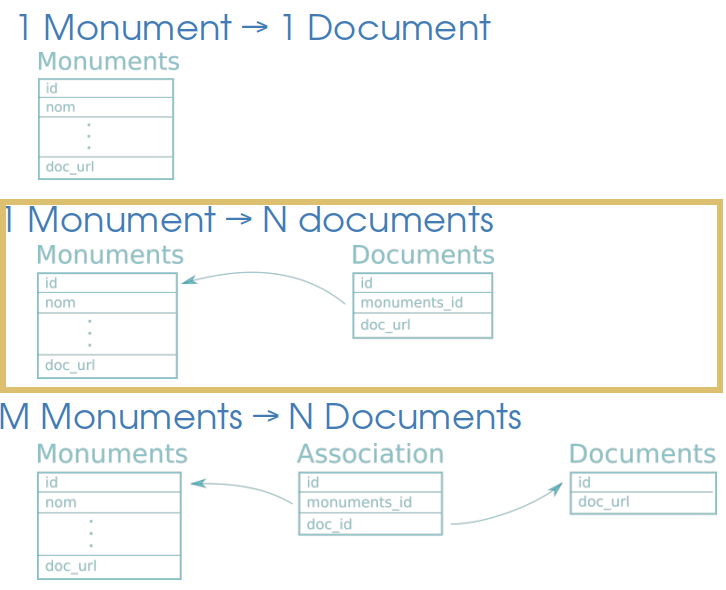 1 Monument → 1 Document
Monuments
id
nom
doc_url
1 Monument → N documents
Monuments
id
nom
doc_url
Documents
id
monuments_id
doc_url
M Monuments → N Documents
Monuments
id
nom
doc_url
Association
id
monuments_id
doc_id
Documents
id
doc_url